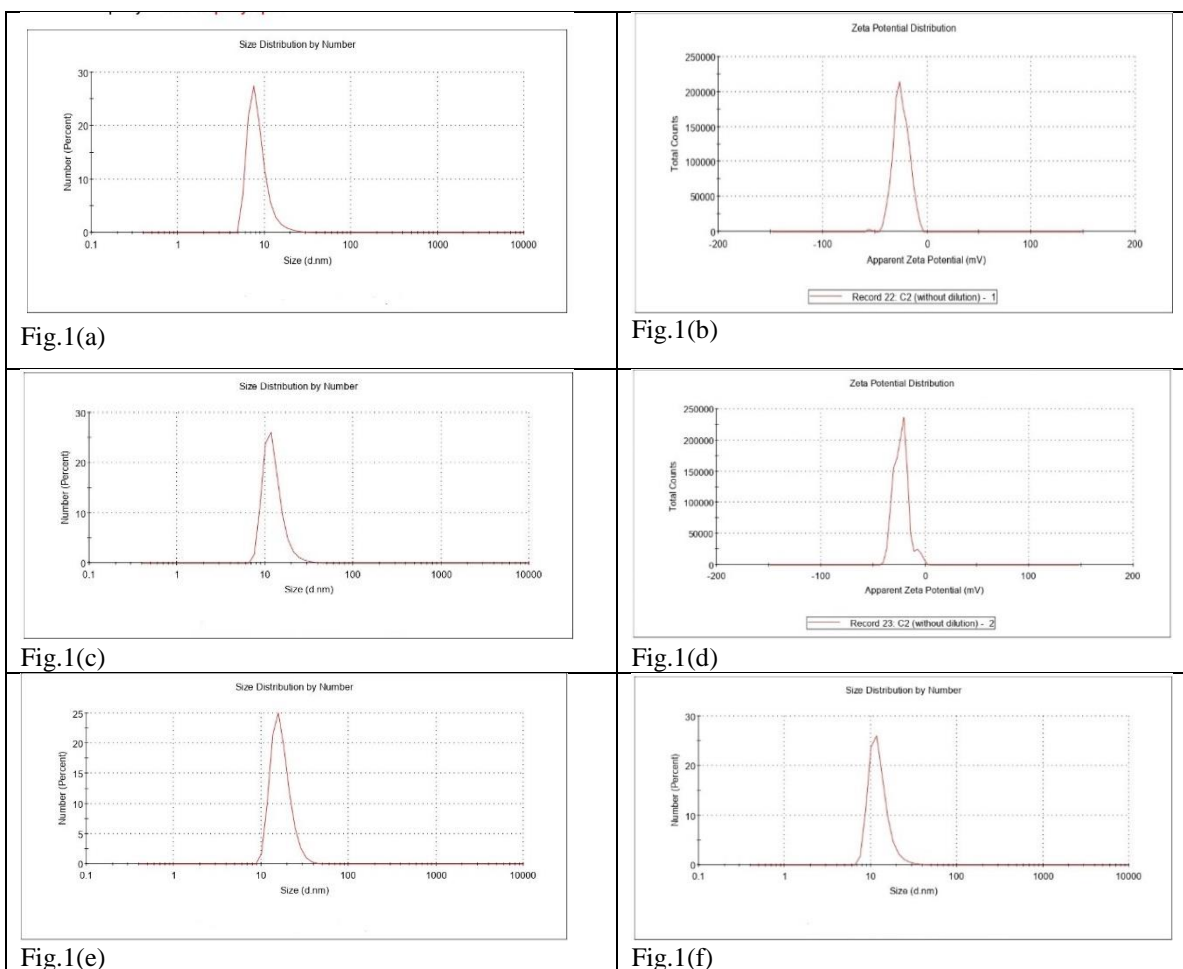 Size Distribution by Number
Number (Percent)
30
20
10
0
0.1 1 10 100 1000 10000
Size (d.nm)
Fig.1(a)
Zeta Potential Distribution
Total Counts
250000
200000
150000
100000
50000
0
-200 -100 0 100 200
Apparent Zeta Potential (mV)
Record 22: C2 (without dilution) - 1
Fig.1(b)
Size Distribution by Number
Number (Percent)
30
20
10
0
0.1 1 10 100 1000 10000
Size (d.nm)
Fig.1(c)
Zeta Potential Distribution
Total Counts
250000
200000
150000
100000
50000
0
-200 -100 0 100 200
Apparent Zeta Potential (mV)
Record 23: C2 (without dilution) - 2
Fig.1(d)
Size Distribution by Number
Number (Percent)
25
20
15
10
5
0
0.1 1 10 100 1000 10000
Size (d.nm)
Fig.1(e)
Size Distribution by Number
Number (Percent)
30
20
10
0
0.1 1 10 100 1000 10000
Size (d.nm)
Fig.1(f)